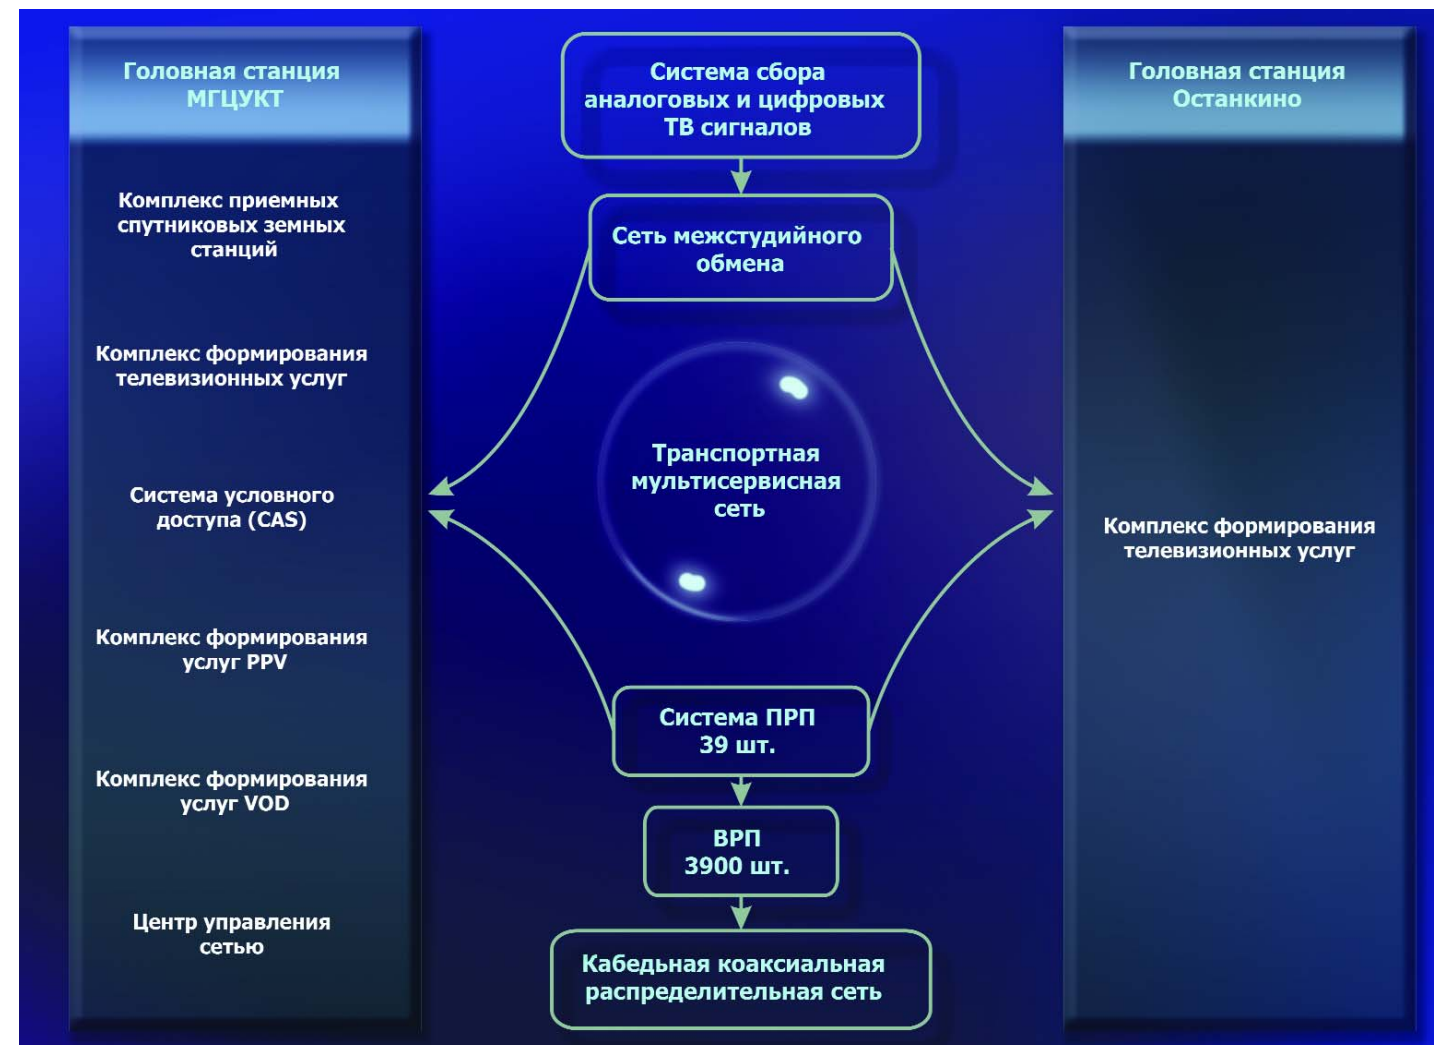 Головная станция
МГЦУКТ
Комплекс приемных
спутниковых земных
станций
Комплекс формирования
телевизионных услуг
Система условного
доступа (CAS)
Комплекс формирования
услуг PPV
Комплекс формирования
услуг VOD
Центр управления
сетью
Система сбора
аналоговых и цифровых
ТВ сигналов
Сеть межстудийного
обмена
Транспортная
мультисервисная
сеть
Система ПРП
39 шт.
ВРП
3900 шт.
Кабедьная коаксиальная
распределительная сеть
Головная станция
Останкино
Комплекс формирования
телевизионных услуг